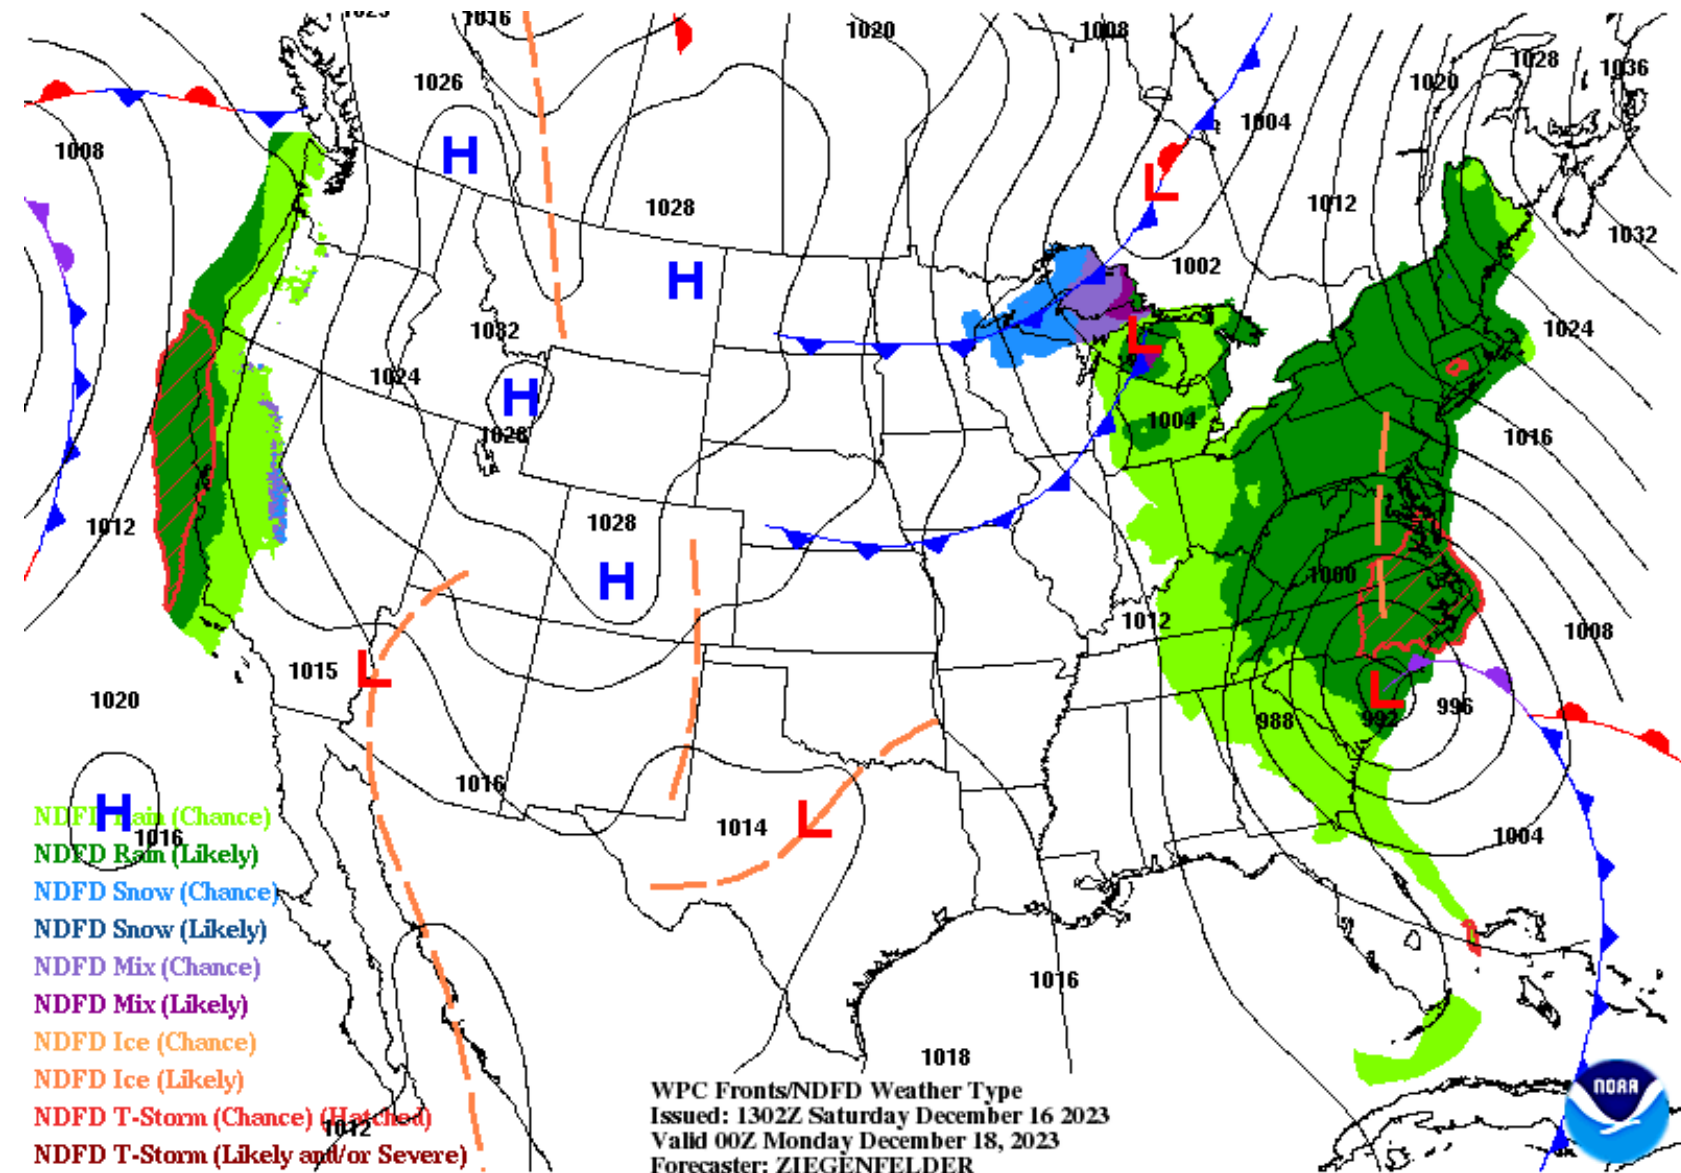 1016
1020
1008
1028
1036
1026
1020
1004
1008
1028
1012
1032
1002
1032
1024
1024
1004
1028
1016
1028
1012
1000
1012
1008
1015
1020
988
992
996
1016
1014
1004
1016
1016
1018
1012
H
H
H
H
H
L
L
L
L
L
NDFD Rain (Chance)
NDFD Rain (Likely)
NDFD Snow (Chance)
NDFD Snow (Likely)
NDFD Mix (Chance)
NDFD Mix (Likely)
NDFD Ice (Chance)
NDFD Ice (Likely)
NDFD T-Storm (Chance) (Hatched)
NDFD T-Storm (Likely and/or Severe)
WPC Fronts/NDFD Weather Type
Issued: 1302Z Saturday December 16 2023
Valid 00Z Monday December 18, 2023
Forecaster: ZIEGENFELDER
NOAA